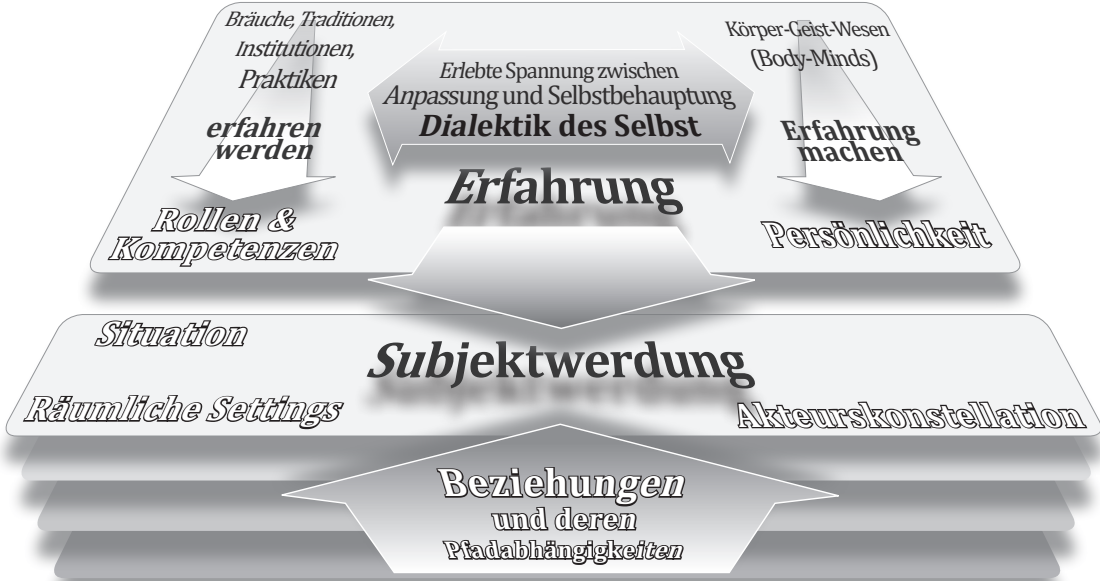 Bräuche, Traditionen,
Institutionen,
Praktiken
erfahren
werden
Rollen &
Kompetenzen
Erlebte Spannung zwischen
Anpassung und Selbstbehauptung
Dialektik des Selbst
Erfahrung
Körper-Geist-Wesen
(Body-Minds)
Erfahrung
machen
Persönlichkeit
Situation
Subjektwerdung
Räumliche Settings
Akteurskonstellation
Beziehungen
und deren
Pfadabhängigkeiten